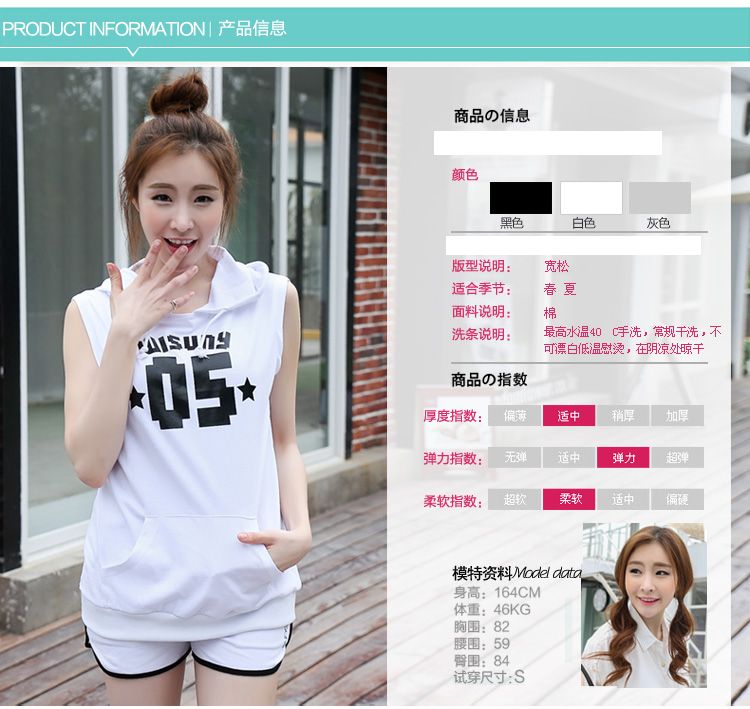 PRODUCT INFORMATION | 产品信息
商品の信息
颜色
黑色 白色 灰色
版型说明： 宽松
适合季节： 春 夏
面料说明： 棉
洗条说明： 最高水温40 C手洗，常规干洗，不
可漂白低温慰烫，在阴凉处晾干
商品の指数
厚度指数： 偏薄 适中 稍厚 加厚
弹力指数： 无弹 适中 弹力 超弹
柔软指数： 超软 柔软 适中 偏硬
05
模特资料Model data
身高：164CM
体重：46KG
胸围：82
腰围：59
臀围：84
试穿尺寸：S